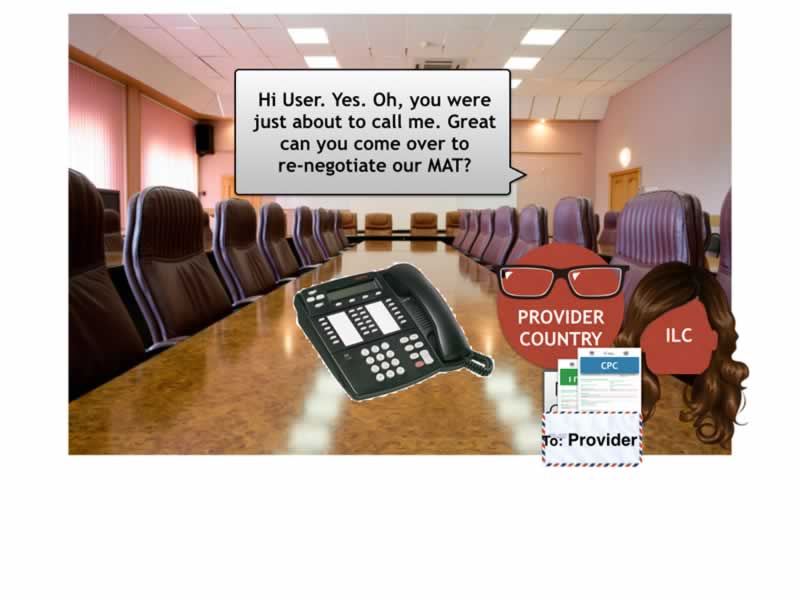 Hi User. Yes. Oh, you were
just about to call me. Great
can you come over to
re-negotiate our MAT?
PROVIDER
COUNTRY
ILC
CPC
To: Provider